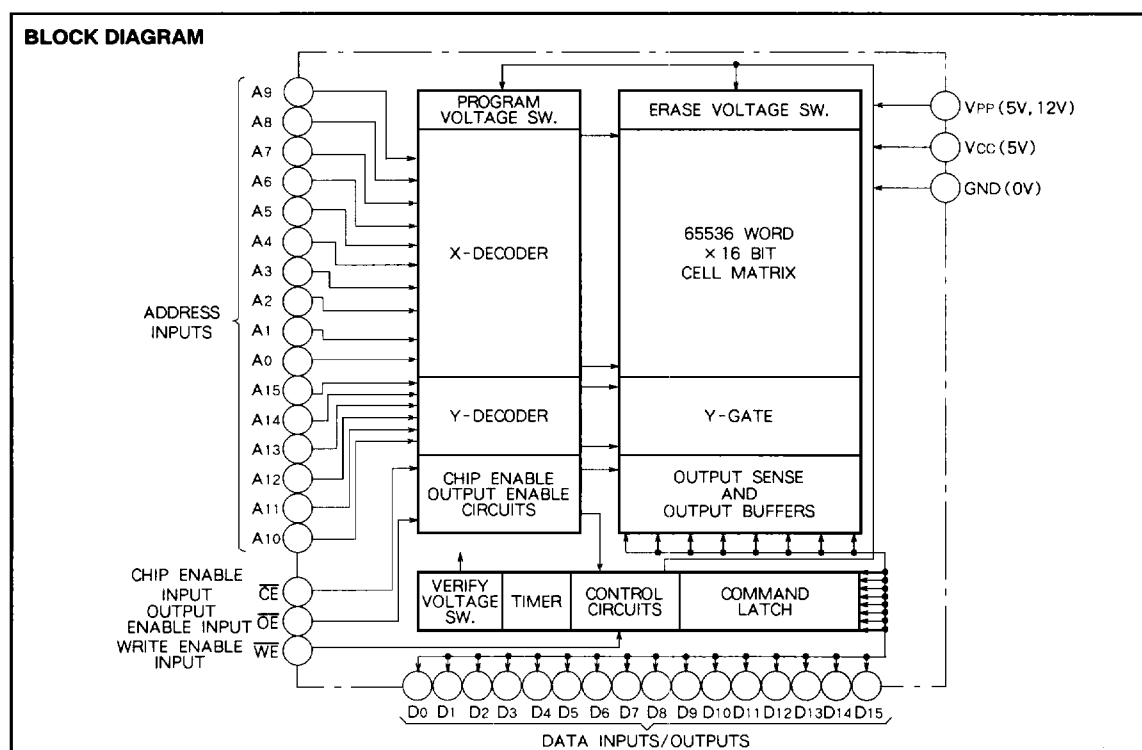 BLOCK DIAGRAM
A9
A8
A7
A6
A5
A4
A3
A2
A1
A0
A15
A14
A13
A12
A11
A10
ADDRESS
INPUTS
CHIP ENABLE
INPUT
CE
OUTPUT
ENABLE INPUT
OE
WRITE ENABLE
INPUT
WE
PROGRAM
VOLTAGE SW.
X-DECODER
Y-DECODER
CHIP ENABLE
OUTPUT ENABLE
CIRCUITS
ERASE VOLTAGE SW.
65536 WORD
× 16 BIT
CELL MATRIX
Y-GATE
OUTPUT SENSE
AND
OUTPUT BUFFERS
VERIFY
VOLTAGE
SW.
TIMER
CONTROL
CIRCUITS
COMMAND
LATCH
VPP (5V, 12V)
VCC (5V)
GND (0V)
D0 D1 D2 D3 D4 D5 D6 D7 D8 D9 D10 D11 D12 D13 D14 D15
DATA INPUTS/OUTPUTS